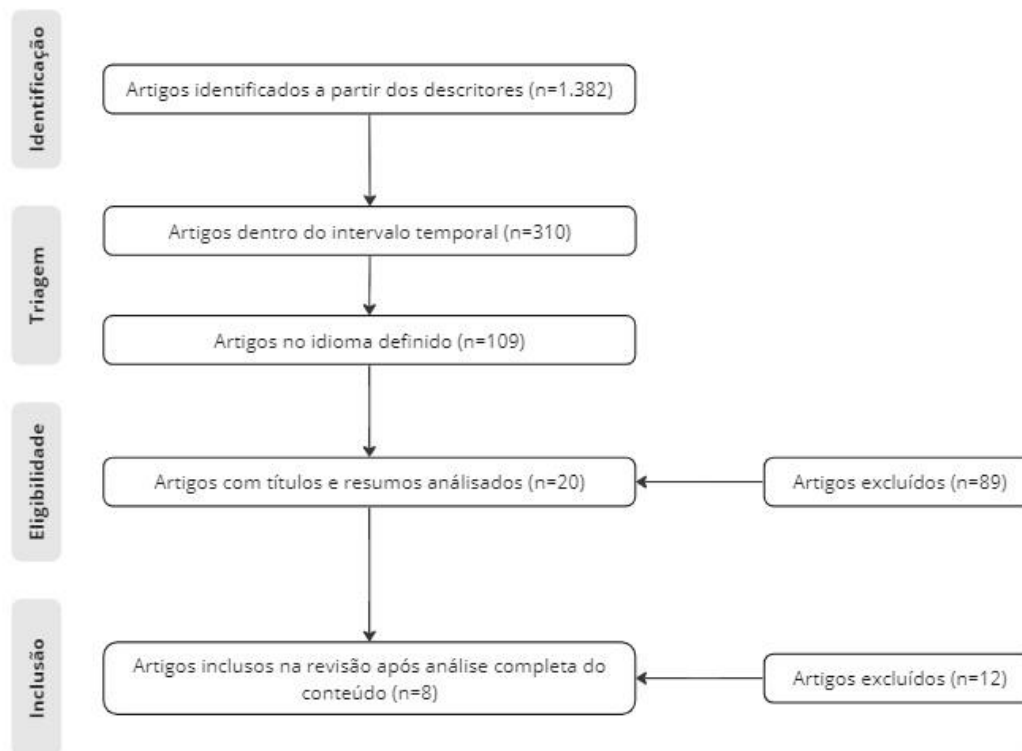 Identificação
Artigos identificados a partir dos descritores (n=1.382)
Triagem
Artigos dentro do intervalo temporal (n=310)
Artigos no idioma definido (n=109)
Eligibilidade
Artigos com títulos e resumos análisados (n=20)
Artigos excluídos (n=89)
Inclusão
Artigos inclusos na revisão após análise completa do
conteúdo (n=8)
Artigos excluídos (n=12)